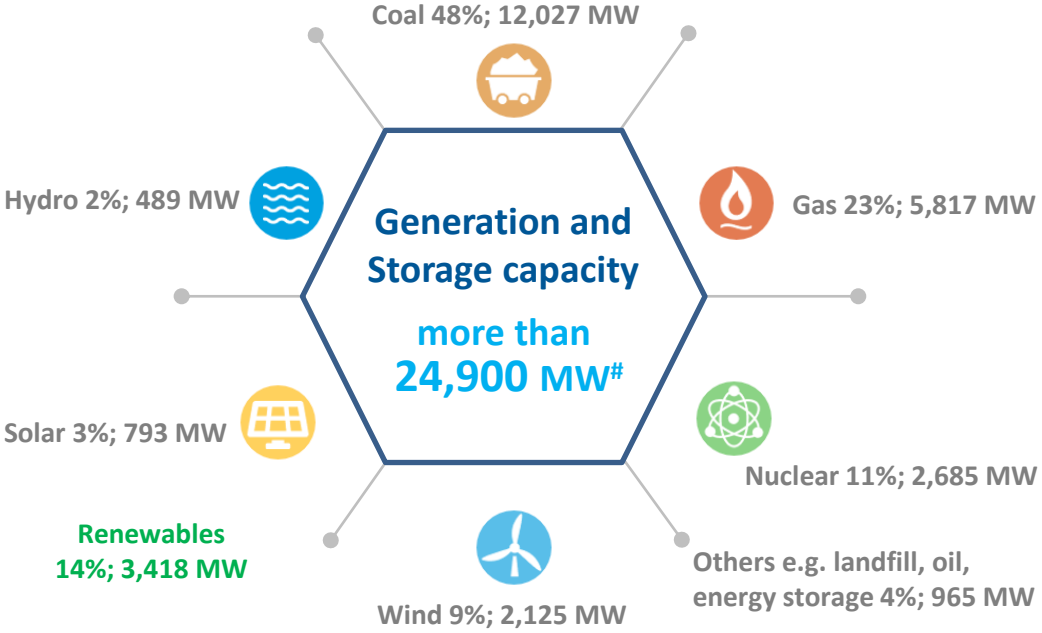 Coal 48%; 12,027 MW
Hydro 2%; 489 MW
Gas 23%; 5,817 MW
Generation and
Storage capacity
more than
24,900 MW#
Solar 3%; 793 MW
Nuclear 11%; 2,685 MW
Renewables
14%; 3,418 MW
Others e.g. landfill, oil,
energy storage 4%; 965 MW
Wind 9%; 2,125 MW